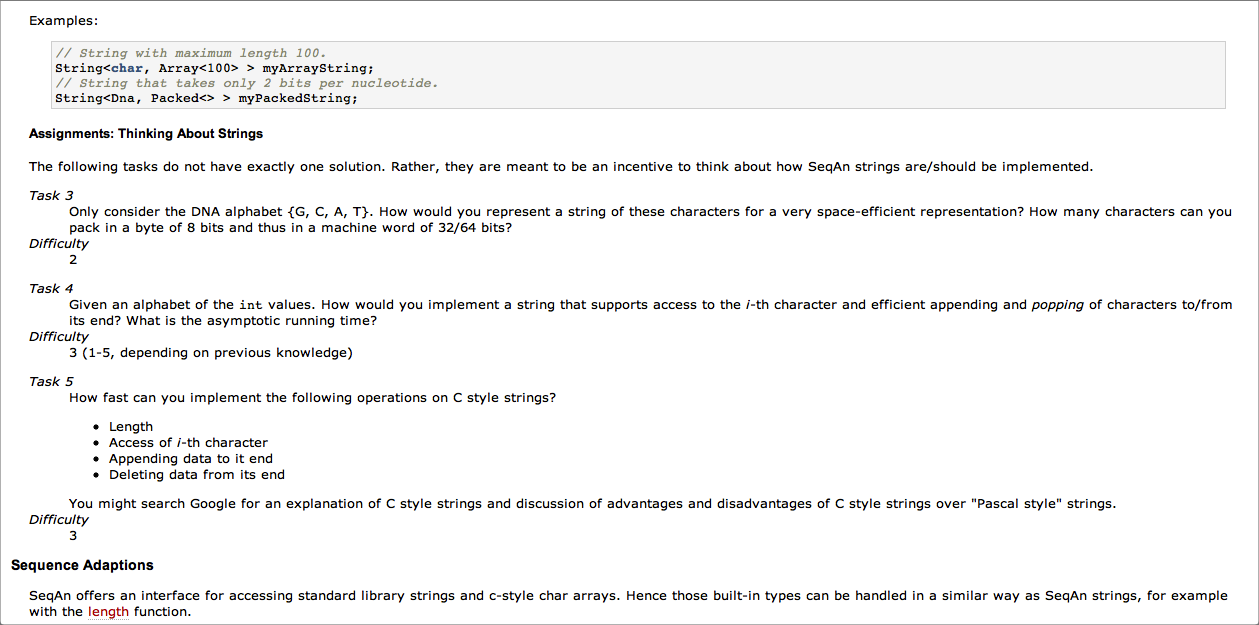 Examples:
// String with maximum length 100.
String<char, Array<100> > myArrayString;
// String that takes only 2 bits per nucleotide.
String<Dna, Packed<> > myPackedString;
Assignments: Thinking About Strings
The following tasks do not have exactly one solution. Rather, they are meant to be an incentive to think about how SeqAn strings are/should be implemented.
Task 3
Only consider the DNA alphabet {G, C, A, T}. How would you represent a string of these characters for a very space-efficient representation? How many characters can you
pack in a byte of 8 bits and thus in a machine word of 32/64 bits?
Difficulty
2
Task 4
Given an alphabet of the int values. How would you implement a string that supports access to the i-th character and efficient appending and popping of characters to/from
its end? What is the asymptotic running time?
Difficulty
3 (1-5, depending on previous knowledge)
Task 5
How fast can you implement the following operations on C style strings?
• Length
• Access of i-th character
• Appending data to it end
• Deleting data from its end
You might search Google for an explanation of C style strings and discussion of advantages and disadvantages of C style strings over "Pascal style" strings.
Difficulty
3
Sequence Adaptions
SeqAn offers an interface for accessing standard library strings and c-style char arrays. Hence those built-in types can be handled in a similar way as SeqAn strings, for example
with the length function.